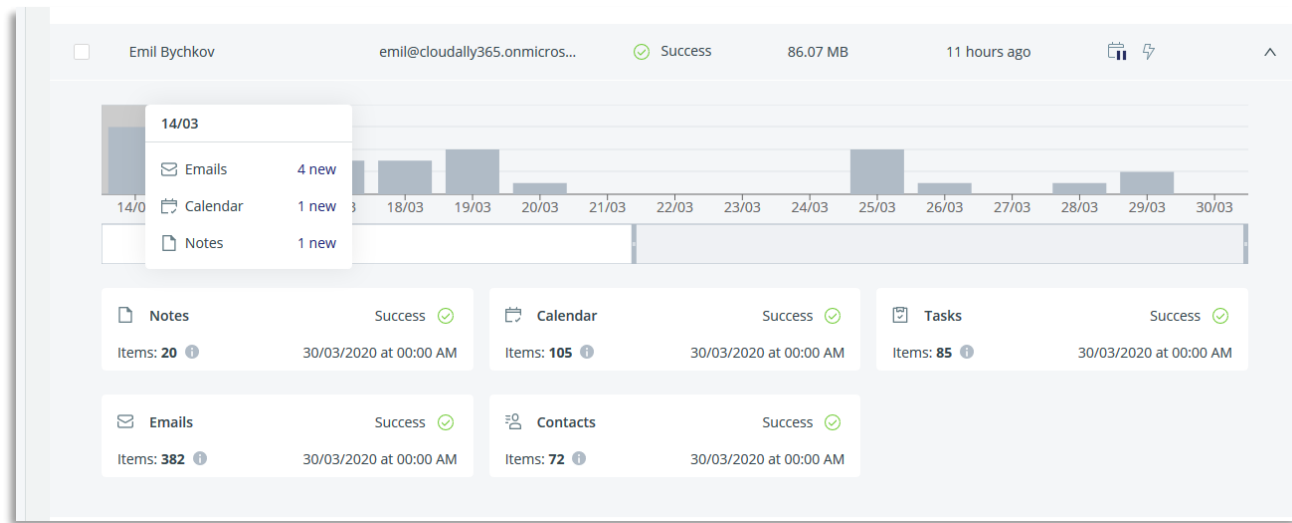 Emil Bychkov emil@cloudally365.onmicros... Success 86.07 MB 11 hours ago
14/03
Emails 4 new
Calendar 1 new
Notes 1 new
14/0 3 18/03 19/03 20/03 21/03 22/03 23/03 24/03 25/03 26/03 27/03 28/03 29/03 30/03
Notes Success Calendar Success Tasks Success
Items: 20 30/03/2020 at 00:00 AM Items: 105 30/03/2020 at 00:00 AM Items: 85 30/03/2020 at 00:00 AM
Emails Success Contacts Success
Items: 382 30/03/2020 at 00:00 AM Items: 72 30/03/2020 at 00:00 AM